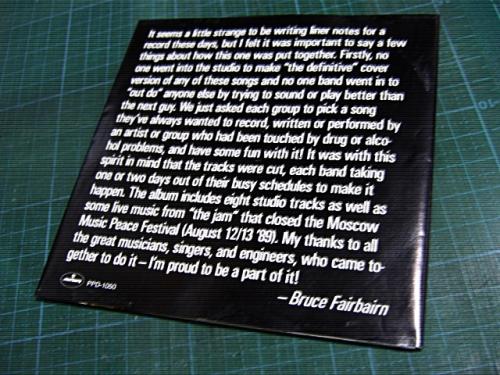 It seems a little strange to be writing liner notes for a
record these days, but I felt it was important to say a few
things about how this one was put together. Firstly, no
one went into the studio to make "the definitive" cover
version of any of these songs and no one band went in to
"out do" anyone else by trying to sound or play better than
the next guy. We just asked each group to pick a song
they've always wanted to record, written or performed by
an artist or group who had been touched by drug or alco-
hol problems, and have some fun with it! It was with this
spirit in mind that the tracks were cut, each band taking
one or two days out of their busy schedules to make it
happen. The album includes eight studio tracks as well as
some live music from "the jam" that closed the Moscow
Music Peace Festival (August 12/13 '89). My thanks to all
the great musicians, singers, and engineers, who came to-
gether to do it – I'm proud to be a part of it!
– Bruce Fairbairn
PPD-1050